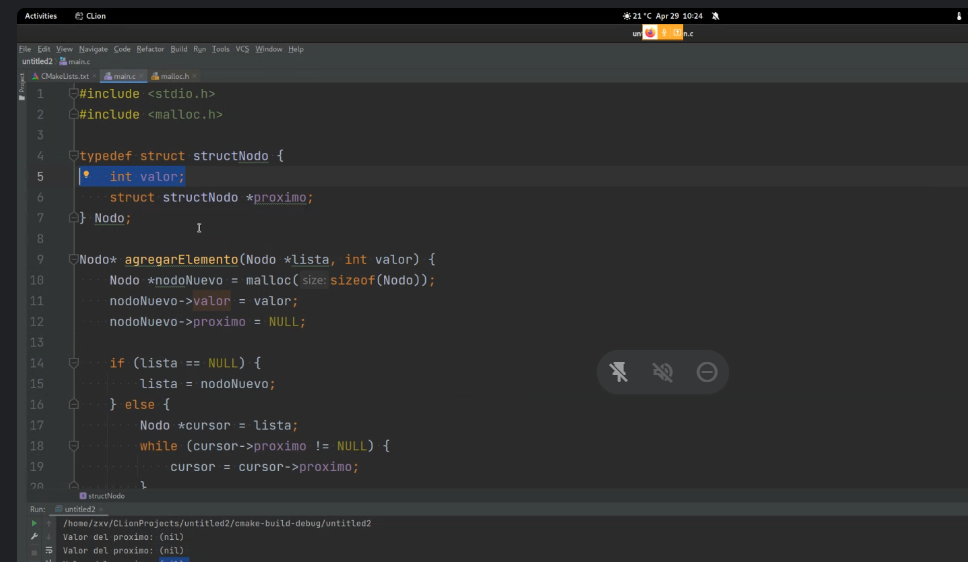 Activities CLion 21 °C Apr 29 10:24
unt n.c
File Edit View Navigate Code Refactor Build Run Tools VCS Window Help
untitled2 main.c
CMakeLists.txt main.c malloc.h
Project
1 #include <stdio.h>
2 #include <malloc.h>
3
4 typedef struct structNodo {
5 int valor;
6 struct structNodo *proximo;
7 } Nodo;
8
9 Nodo* agregarElemento(Nodo *lista, int valor) {
10 Nodo *nodoNuevo = malloc( size: sizeof(Nodo));
11 nodoNuevo->valor = valor;
12 nodoNuevo->proximo = NULL;
13
14 if (lista == NULL) {
15 lista = nodoNuevo;
16 } else {
17 Nodo *cursor = lista;
18 while (cursor->proximo != NULL) {
19 cursor = cursor->proximo;
20 }
structNodo
Run: untitled2
/home/zxv/CLionProjects/untitled2/cmake-build-debug/untitled2
Valor del proximo: (nil)
Valor del proximo: (nil)